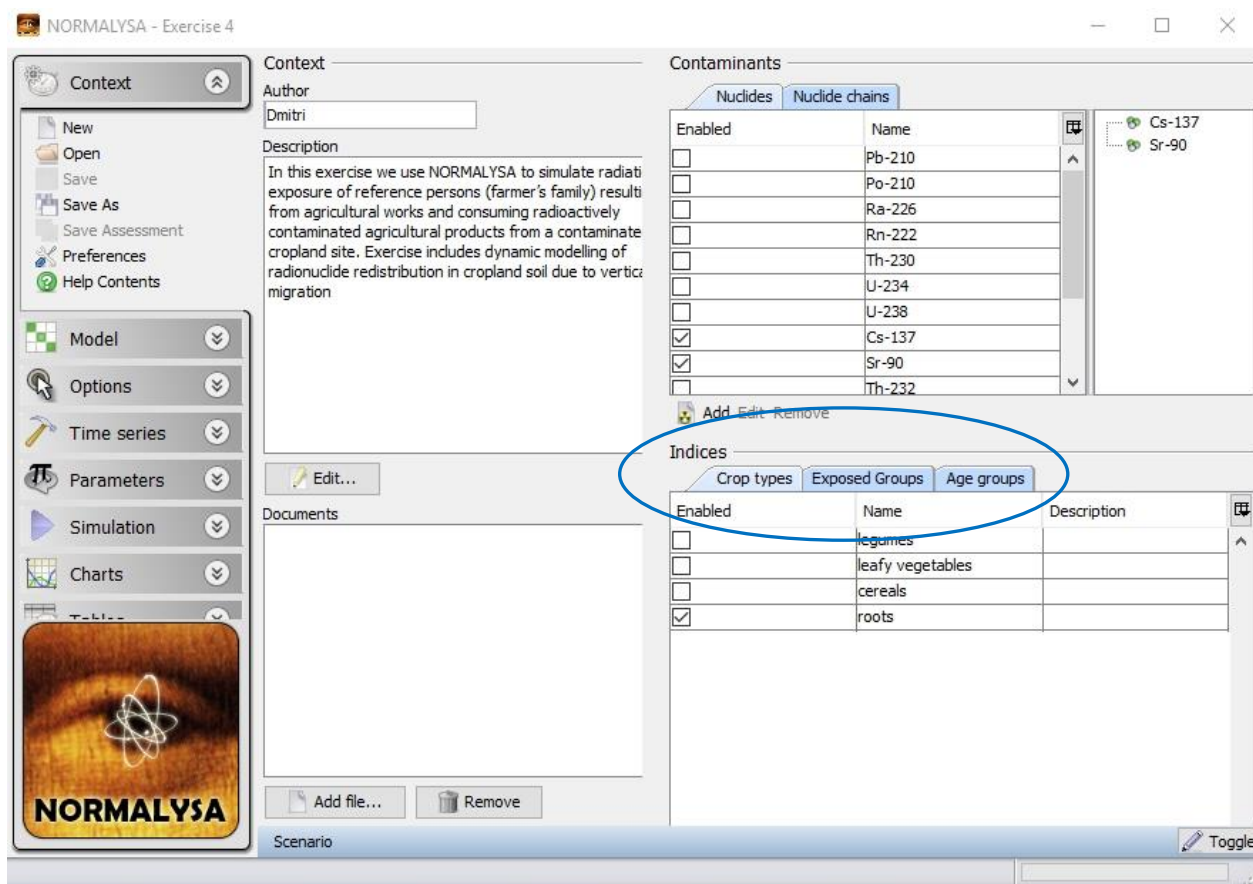 NORMALYSA - Exercise 4
Context
New
Open
Save
Save As
Save Assessment
Preferences
Help Contents
Model
Options
Time series
Parameters
Simulation
Charts
Tables
NORMALYSA
Context
Author
Dmitri
Description
In this exercise we use NORMALYSA to simulate radiati
exposure of reference persons (farmer's family) resulti
from agricultural works and consuming radioactively
contaminated agricultural products from a contaminate
cropland site. Exercise includes dynamic modelling of
radionuclide redistribution in cropland soil due to vertica
migration
Edit...
Documents
Add file...
Remove
Contaminants
Nuclides
Nuclide chains
Enabled
Name
Pb-210
Po-210
Ra-226
Rn-222
Th-230
U-234
U-238
Cs-137
Sr-90
Th-232
Cs-137
Sr-90
Add Edit Remove
Indices
Crop types
Exposed Groups
Age groups
Enabled
Name
Description
legumes
leafy vegetables
cereals
roots
Scenario
Toggle